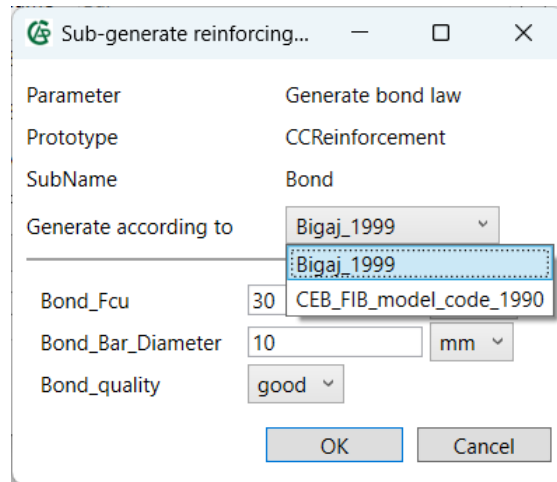 Sub-generate reinforcing...
Parameter Generate bond law
Prototype CCReinforcement
SubName Bond
Generate according to Bigaj_1999
Bigaj_1999
Bond_Fcu 30 CEB_FIB_model_code_1990
Bond_Bar_Diameter 10 mm
Bond_quality good
OK Cancel